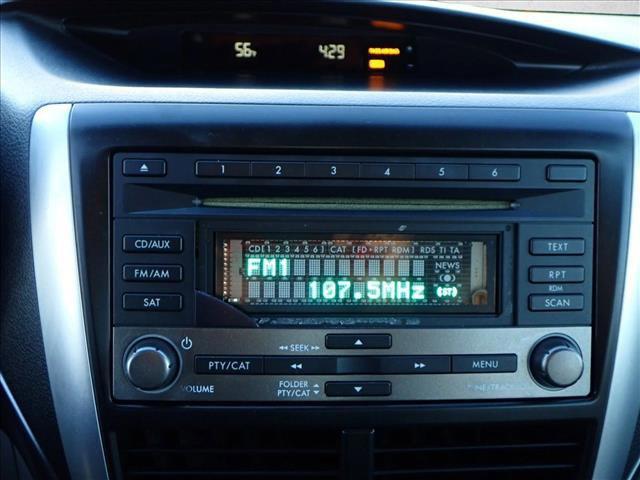 56°F 4:29
1 2 3 4 5 6
CD/AUX
FM/AM
SAT
CD[1 2 3 4 5 6] CAT [FD-RPT RDM] RDS TI TA
FM1
NEWS
107.5MHz (ST)
TEXT
RPT
RDM
SCAN
SEEK
PTY/CAT
MENU
VOLUME
FOLDER
PTY/CAT